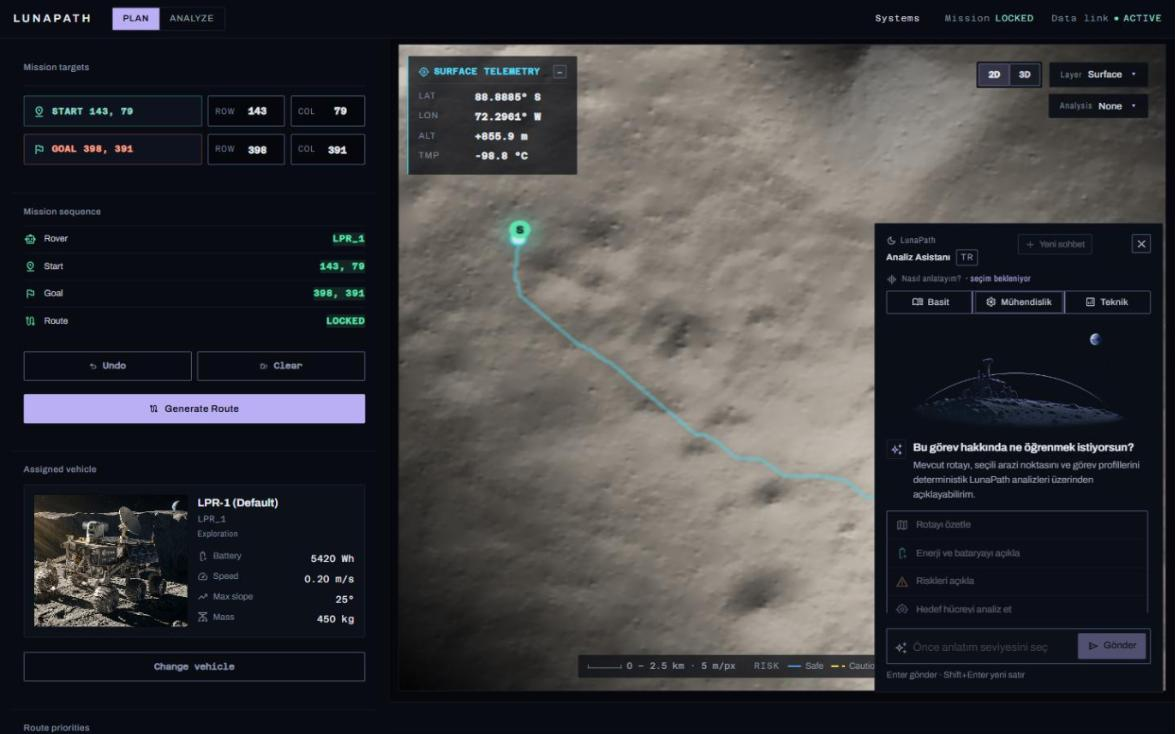 LUNAPATH
PLAN
ANALYZE
Systems
Mission LOCKED
Data link • ACTIVE
Mission targets
START 143, 79
ROW 143
COL 79
GOAL 398, 391
ROW 398
COL 391
Mission sequence
Rover LPR_1
Start 143, 79
Goal 398, 391
Route LOCKED
Undo
Clear
Generate Route
Assigned vehicle
LPR-1 (Default)
LPR_1
Exploration
Battery 5420 Wh
Speed 0.20 m/s
Max slope 25°
Mass 450 kg
Change vehicle
Route priorities
SURFACE TELEMETRY
LAT 88.8885° S
LON 72.2961° W
ALT +855.9 m
TMP -98.8 °C
2D
3D
Layer Surface
Analysis None
S
0 – 2.5 km · 5 m/px RISK Safe Cautio
LunaPath
+ Yeni sohbet
Analiz Asistanı TR
Nasıl anlatayım? · seçim bekleniyor
Basit
Mühendislik
Teknik
Bu görev hakkında ne öğrenmek istiyorsun?
Mevcut rotayı, seçili arazi noktasını ve görev profillerini
deterministik LunaPath analizleri üzerinden
açıklayabilirim.
Rotayı özetle
Enerji ve bataryayı açıkla
Riskleri açıkla
Hedef hücreyi analiz et
Önce anlatım seviyesini seç
Gönder
Enter gönder · Shift+Enter yeni satır